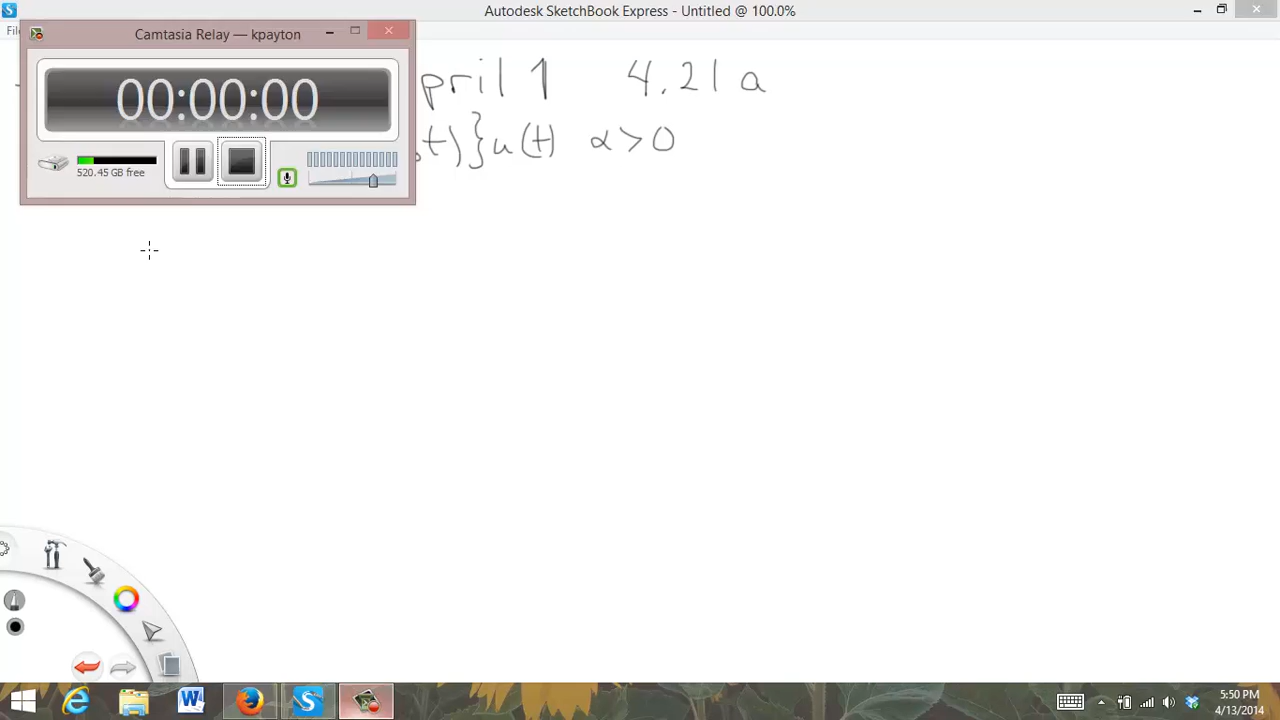 Autodesk SketchBook Express - Untitled @ 100.0%
Fil
Camtasia Relay — kpayton
00:00:00
520.45 GB free
pril 1 4.21 a
t)}u(t) α>0
5:50 PM
4/13/2014